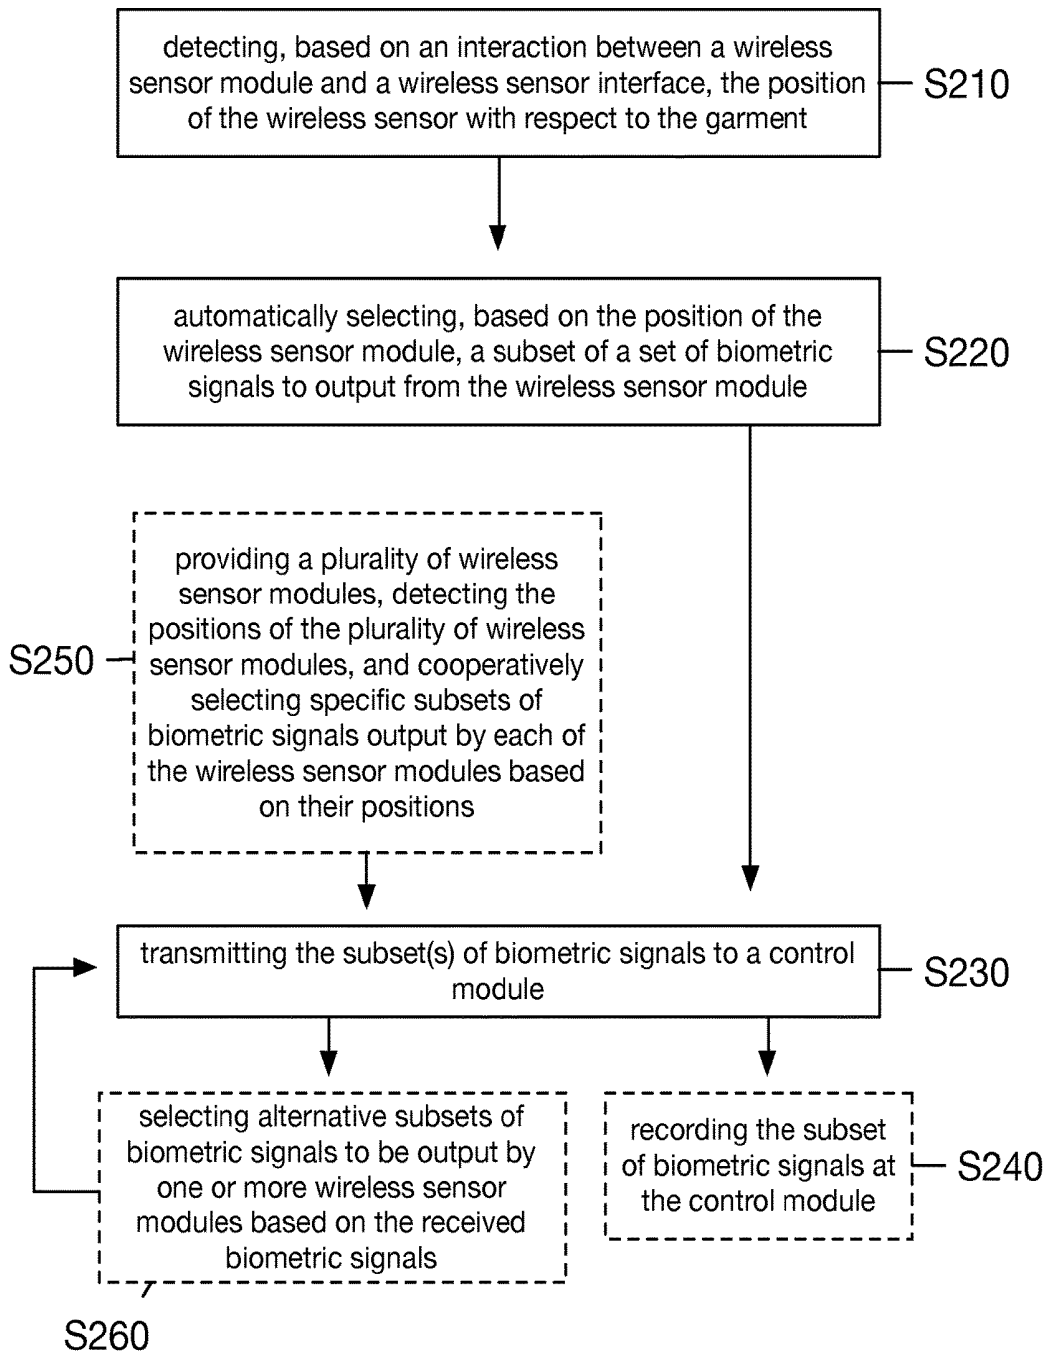 detecting, based on an interaction between a wireless
sensor module and a wireless sensor interface, the position
of the wireless sensor with respect to the garment
S210
automatically selecting, based on the position of the
wireless sensor module, a subset of a set of biometric
signals to output from the wireless sensor module
S220
providing a plurality of wireless
sensor modules, detecting the
positions of the plurality of wireless
sensor modules, and cooperatively
selecting specific subsets of
biometric signals output by each of
the wireless sensor modules based
on their positions
S250
transmitting the subset(s) of biometric signals to a control
module
S230
selecting alternative subsets of
biometric signals to be output by
one or more wireless sensor
modules based on the received
biometric signals
S260
recording the subset
of biometric signals at
the control module
S240